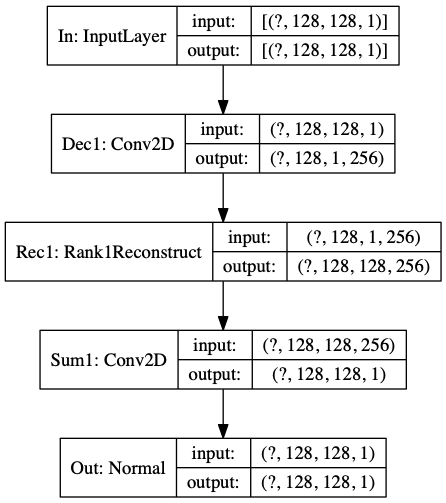 In: InputLayer
input: [(?, 128, 128, 1)]
output: [(?, 128, 128, 1)]
Dec1: Conv2D
input: (?, 128, 128, 1)
output: (?, 128, 1, 256)
Rec1: Rank1Reconstruct
input: (?, 128, 1, 256)
output: (?, 128, 128, 256)
Sum1: Conv2D
input: (?, 128, 128, 256)
output: (?, 128, 128, 1)
Out: Normal
input: (?, 128, 128, 1)
output: (?, 128, 128, 1)